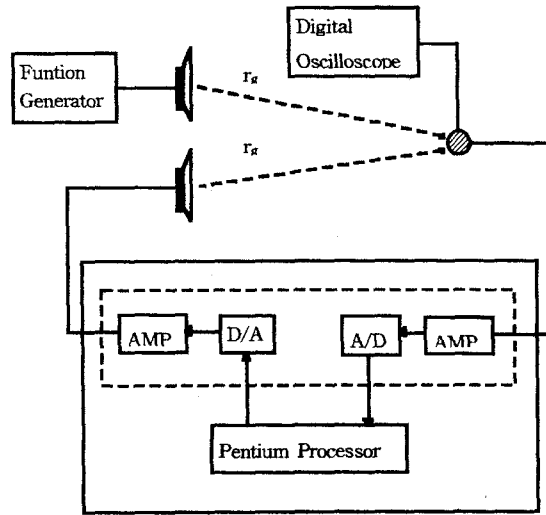 Digital
Oscilloscope
Funtion
Generator
r_g
r_g
AMP
D/A
A/D
AMP
Pentium Processor